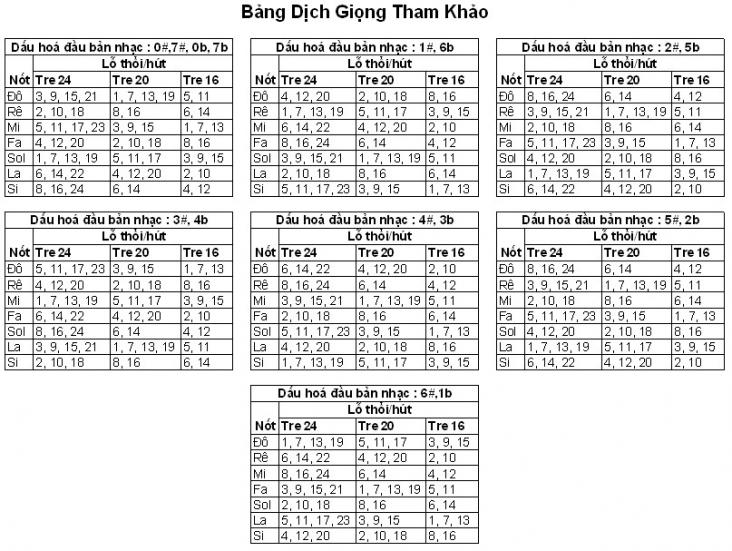 Bảng Dịch Giọng Tham Khảo
Dấu hoá đầu bản nhạc : 0#,7#, 0b, 7b
Lỗ thổi/hút
Nốt Tre 24 Tre 20 Tre 16
Đô 3, 9, 15, 21 1, 7, 13, 19 5, 11
Rê 2, 10, 18 8, 16 6, 14
Mi 5, 11, 17, 23 3, 9, 15 1, 7, 13
Fa 4, 12, 20 2, 10, 18 8, 16
Sol 1, 7, 13, 19 5, 11, 17 3, 9, 15
La 6, 14, 22 4, 12, 20 2, 10
Si 8, 16, 24 6, 14 4, 12
Dấu hoá đầu bản nhạc : 1#, 6b
Lỗ thổi/hút
Nốt Tre 24 Tre 20 Tre 16
Đô 4, 12, 20 2, 10, 18 8, 16
Rê 1, 7, 13, 19 5, 11, 17 3, 9, 15
Mi 6, 14, 22 4, 12, 20 2, 10
Fa 8, 16, 24 6, 14 4, 12
Sol 3, 9, 15, 21 1, 7, 13, 19 5, 11
La 2, 10, 18 8, 16 6, 14
Si 5, 11, 17, 23 3, 9, 15 1, 7, 13
Dấu hoá đầu bản nhạc : 2#, 5b
Lỗ thổi/hút
Nốt Tre 24 Tre 20 Tre 16
Đô 8, 16, 24 6, 14 4, 12
Rê 3, 9, 15, 21 1, 7, 13, 19 5, 11
Mi 2, 10, 18 8, 16 6, 14
Fa 5, 11, 17, 23 3, 9, 15 1, 7, 13
Sol 4, 12, 20 2, 10, 18 8, 16
La 1, 7, 13, 19 5, 11, 17 3, 9, 15
Si 6, 14, 22 4, 12, 20 2, 10
Dấu hoá đầu bản nhạc : 3#, 4b
Lỗ thổi/hút
Nốt Tre 24 Tre 20 Tre 16
Đô 5, 11, 17, 23 3, 9, 15 1, 7, 13
Rê 4, 12, 20 2, 10, 18 8, 16
Mi 1, 7, 13, 19 5, 11, 17 3, 9, 15
Fa 6, 14, 22 4, 12, 20 2, 10
Sol 8, 16, 24 6, 14 4, 12
La 3, 9, 15, 21 1, 7, 13, 19 5, 11
Si 2, 10, 18 8, 16 6, 14
Dấu hoá đầu bản nhạc : 4#, 3b
Lỗ thổi/hút
Nốt Tre 24 Tre 20 Tre 16
Đô 6, 14, 22 4, 12, 20 2, 10
Rê 8, 16, 24 6, 14 4, 12
Mi 3, 9, 15, 21 1, 7, 13, 19 5, 11
Fa 2, 10, 18 8, 16 6, 14
Sol 5, 11, 17, 23 3, 9, 15 1, 7, 13
La 4, 12, 20 2, 10, 18 8, 16
Si 1, 7, 13, 19 5, 11, 17 3, 9, 15
Dấu hoá đầu bản nhạc : 5#, 2b
Lỗ thổi/hút
Nốt Tre 24 Tre 20 Tre 16
Đô 8, 16, 24 6, 14 4, 12
Rê 3, 9, 15, 21 1, 7, 13, 19 5, 11
Mi 2, 10, 18 8, 16 6, 14
Fa 5, 11, 17, 23 3, 9, 15 1, 7, 13
Sol 4, 12, 20 2, 10, 18 8, 16
La 1, 7, 13, 19 5, 11, 17 3, 9, 15
Si 6, 14, 22 4, 12, 20 2, 10
Dấu hoá đầu bản nhạc : 6#,1b
Lỗ thổi/hút
Nốt Tre 24 Tre 20 Tre 16
Đô 1, 7, 13, 19 5, 11, 17 3, 9, 15
Rê 6, 14, 22 4, 12, 20 2, 10
Mi 8, 16, 24 6, 14 4, 12
Fa 3, 9, 15, 21 1, 7, 13, 19 5, 11
Sol 2, 10, 18 8, 16 6, 14
La 5, 11, 17, 23 3, 9, 15 1, 7, 13
Si 4, 12, 20 2, 10, 18 8, 16